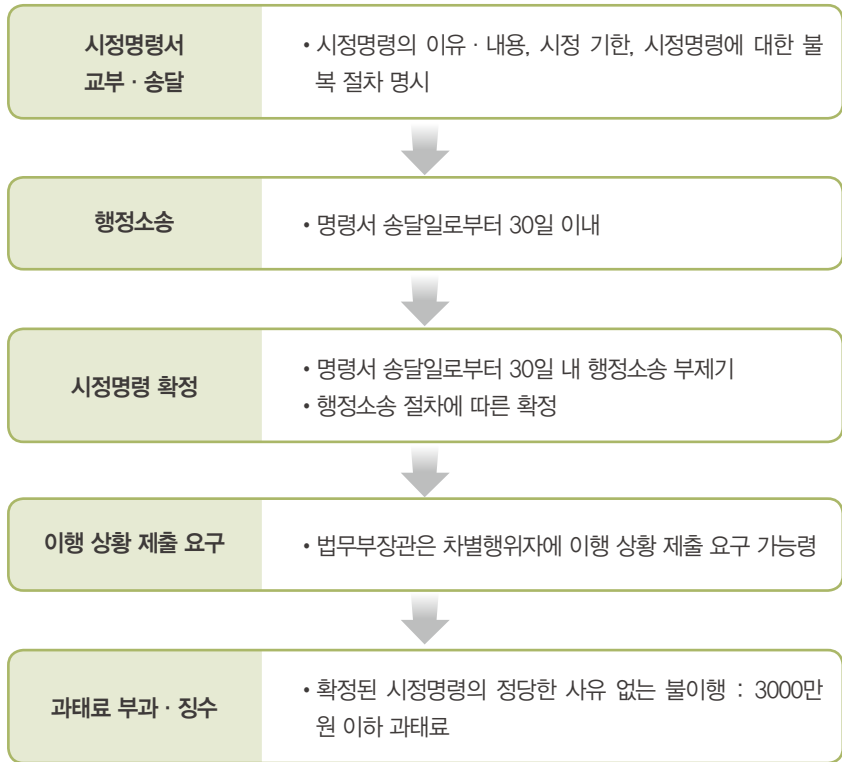 시정명령서
교부 · 송달
• 시정명령의 이유 · 내용, 시정 기한, 시정명령에 대한 불
복 절차 명시
행정소송
• 명령서 송달일로부터 30일 이내
시정명령 확정
• 명령서 송달일로부터 30일 내 행정소송 부제기
• 행정소송 절차에 따른 확정
이행 상황 제출 요구
• 법무부장관은 차별행위자에 이행 상황 제출 요구 가능령
과태료 부과 · 징수
• 확정된 시정명령의 정당한 사유 없는 불이행 : 3000만
원 이하 과태료